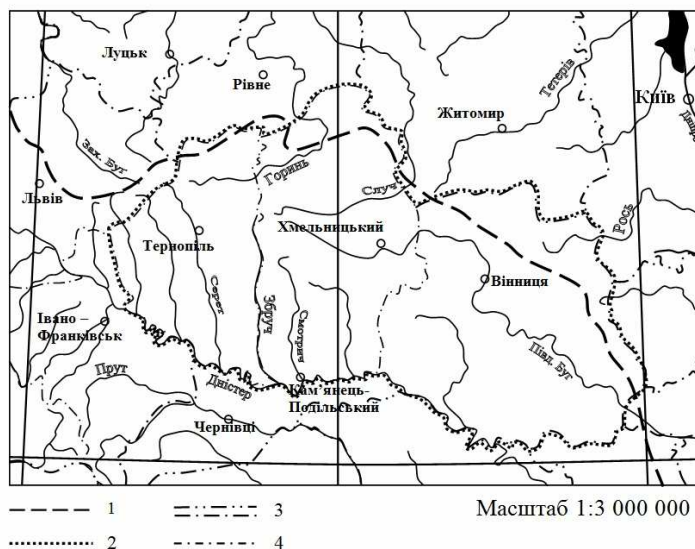 Луцьк
Рівне
Київ
Тетерів
Житомир
Дніпро
Зах. Буг
Горинь
Случ
Львів
Рось
Хмельницький
Тернопіль
Вінниця
Серет
Збруч
Смотрич
Івано –
Франківськ
Півд. Буг
Прут
Дністер
Кам’янець-
Подільський
Чернівці
1
3
Масштаб 1:3 000 000
2
4